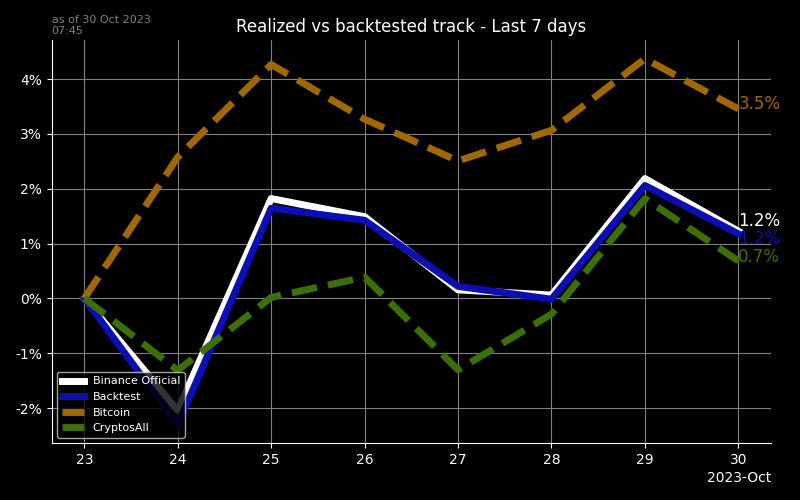 as of 30 Oct 2023
07:45
Realized vs backtested track - Last 7 days
4%
3%
2%
1%
0%
-1%
-2%
3.5%
1.2%
1.2%
0.7%
Binance Official
Backtest
Bitcoin
CryptosAll
23 24 25 26 27 28 29 30
2023-Oct